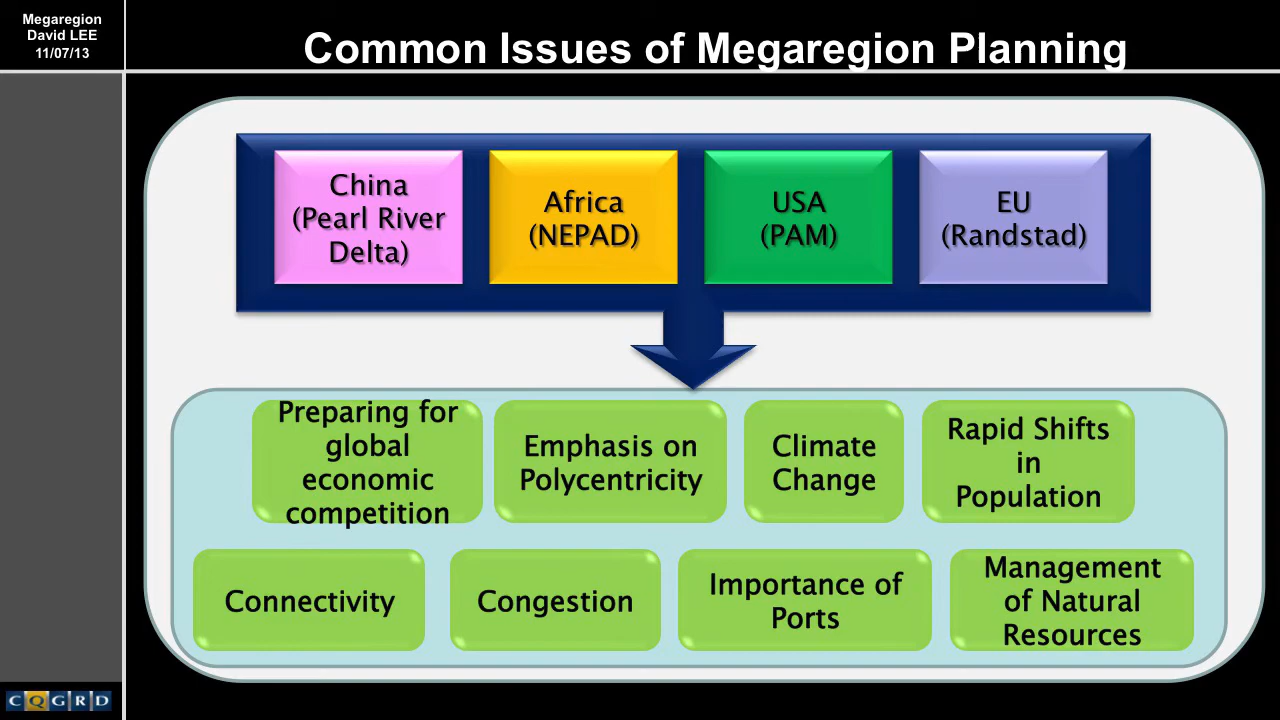 Megaregion
David LEE
11/07/13
Common Issues of Megaregion Planning
China
(Pearl River
Delta)
Africa
(NEPAD)
USA
(PAM)
EU
(Randstad)
Preparing for
global
economic
competition
Emphasis on
Polycentricity
Climate
Change
Rapid Shifts
in
Population
Connectivity
Congestion
Importance of
Ports
Management
of Natural
Resources
CQGRD